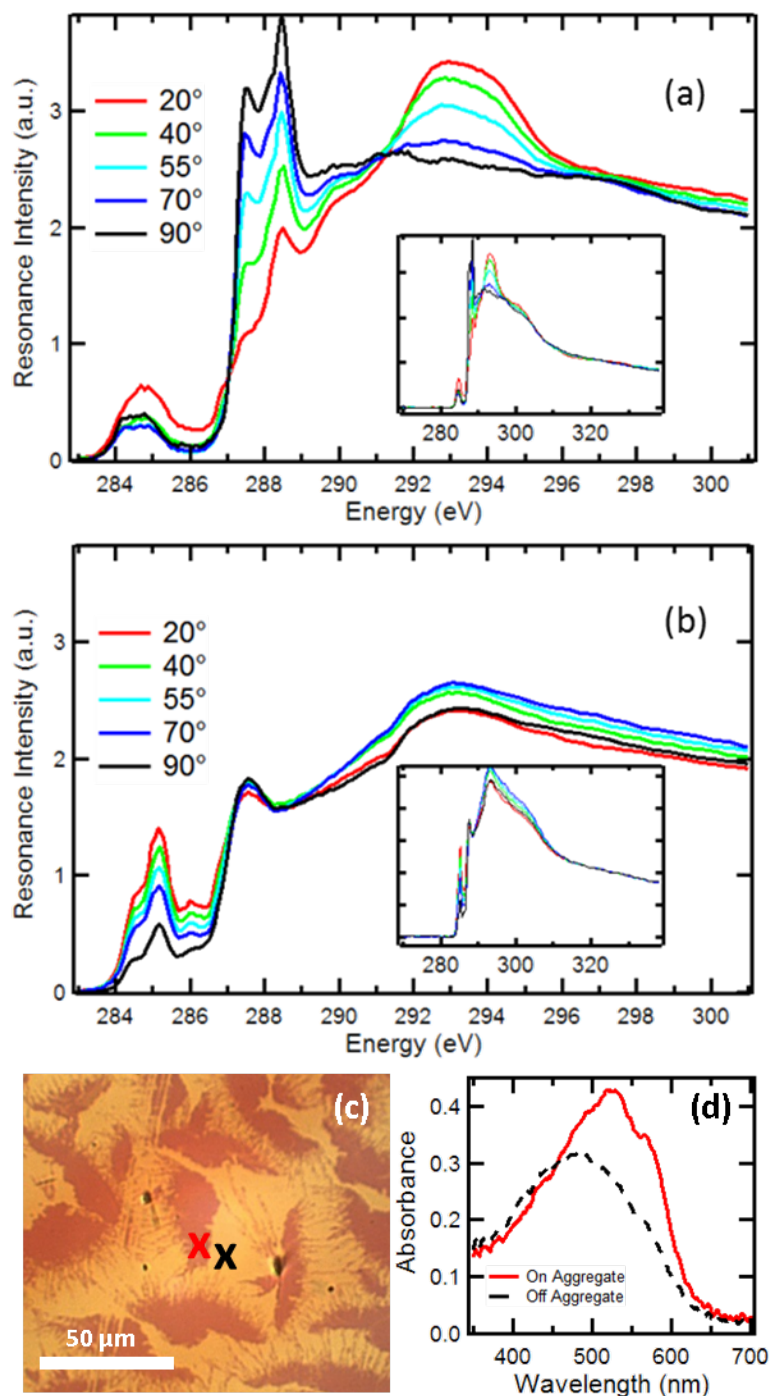 3
2
1
0
Resonance Intensity (a.u.)
20°
40°
55°
70°
90°
(a)
280 300 320
284 286 288 290 292 294 296 298 300
Energy (eV)
3
2
1
0
Resonance Intensity (a.u.)
20°
40°
55°
70°
90°
(b)
280 300 320
284 286 288 290 292 294 296 298 300
Energy (eV)
(c)
X X
50 µm
(d)
0.4
0.3
0.2
0.1
0.0
Absorbance
On Aggregate
Off Aggregate
400 500 600 700
Wavelength (nm)